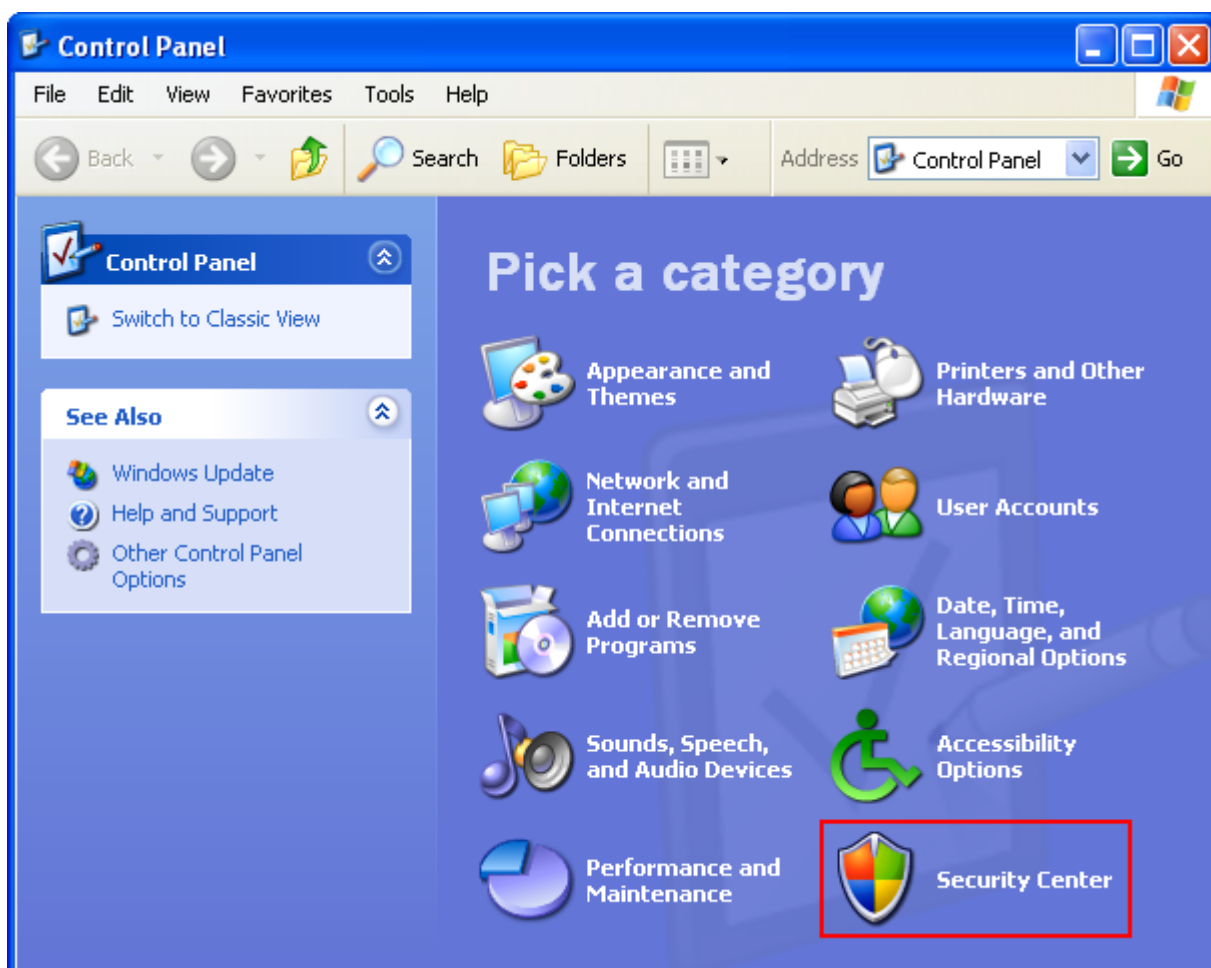 Control Panel
File Edit View Favorites Tools Help
Back Search Folders Address Control Panel Go
Control Panel
Switch to Classic View
See Also
Windows Update
Help and Support
Other Control Panel
Options
Pick a category
Appearance and
Themes
Printers and Other
Hardware
Network and
Internet
Connections
User Accounts
Add or Remove
Programs
Date, Time,
Language, and
Regional Options
Sounds, Speech,
and Audio Devices
Accessibility
Options
Performance and
Maintenance
Security Center